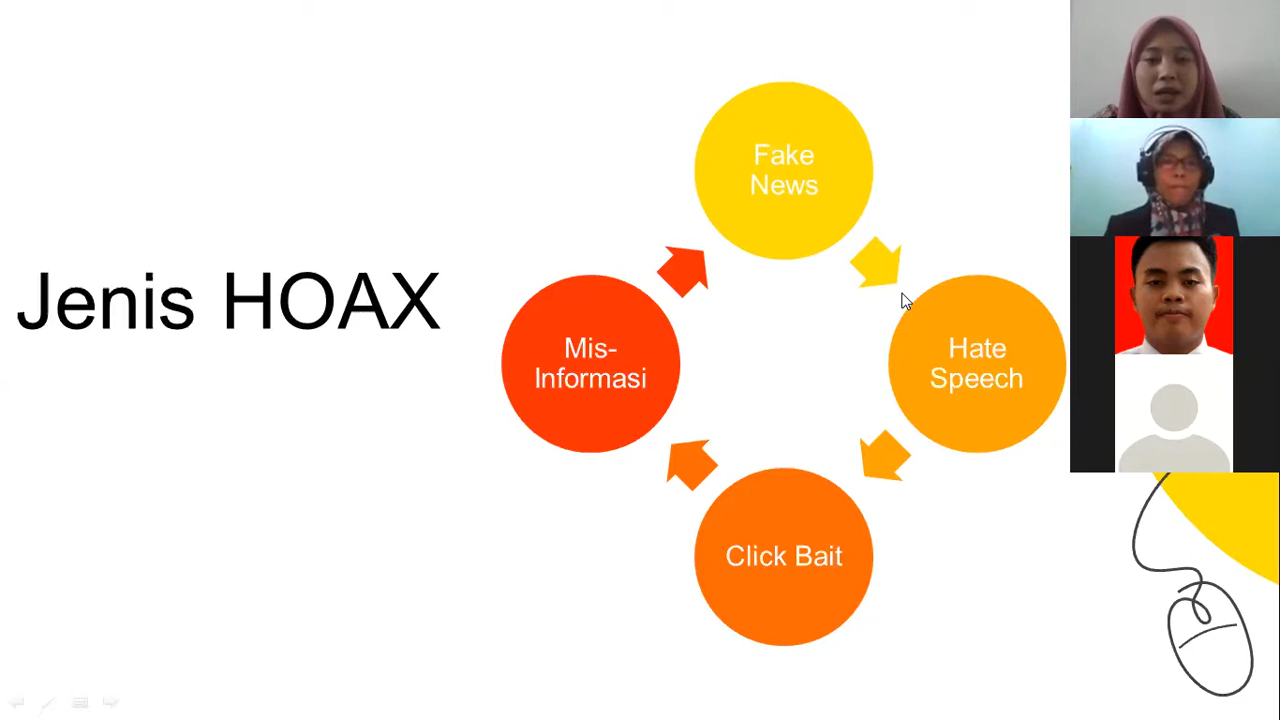 Jenis HOAX
Fake
News
Hate
Speech
Click Bait
Mis-
Informasi